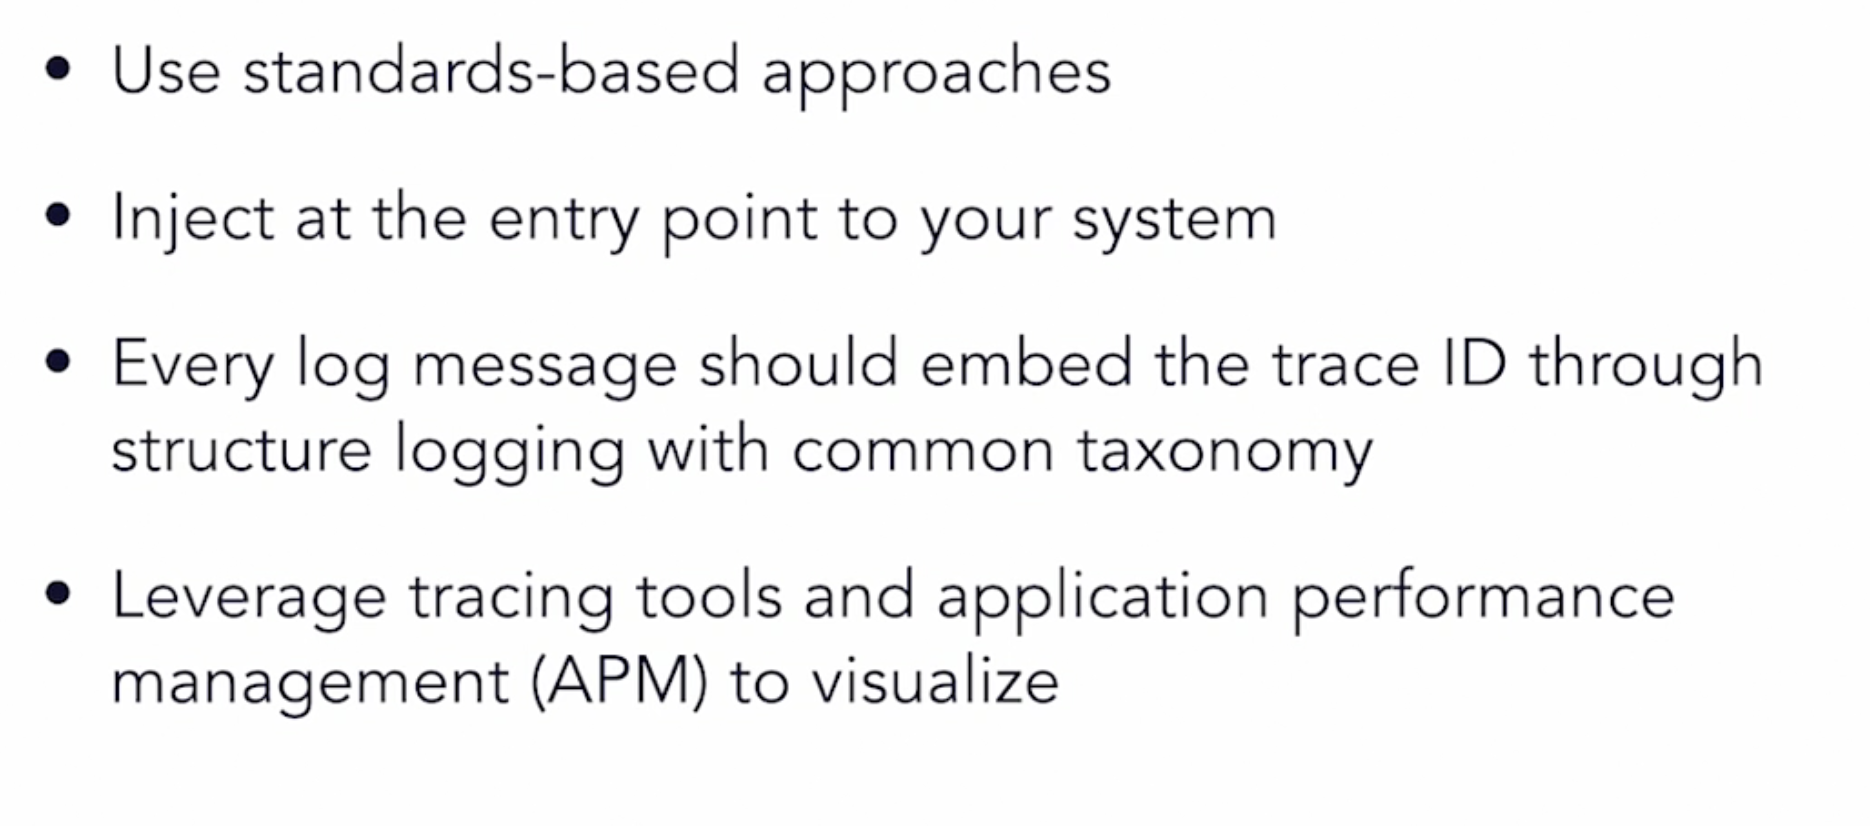 • Use standards-based approaches
• Inject at the entry point to your system
• Every log message should embed the trace ID through
structure logging with common taxonomy
• Leverage tracing tools and application performance
management (APM) to visualize